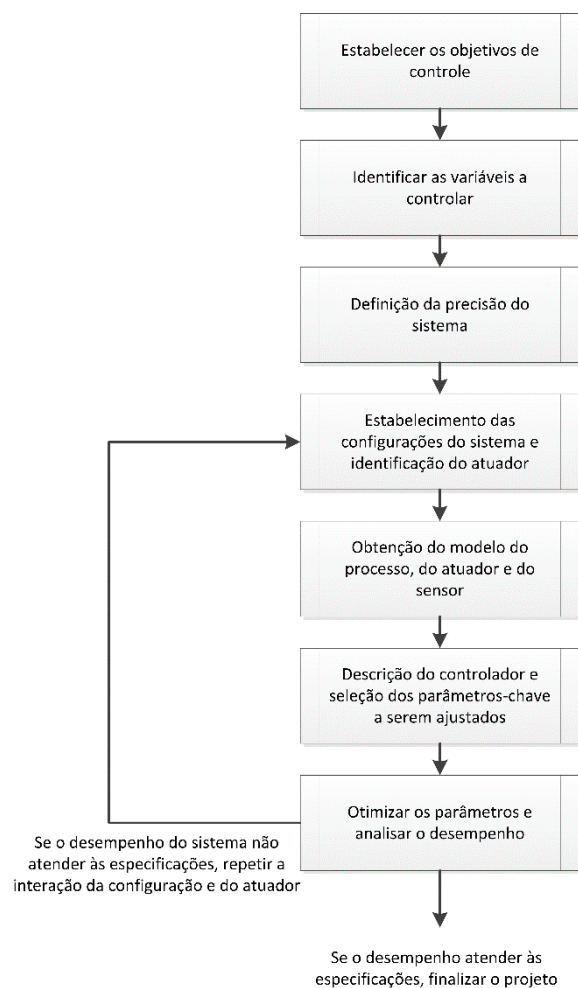 Estabelecer os objetivos de
controle
Identificar as variáveis a
controlar
Definição da precisão do
sistema
Estabelecimento das
configurações do sistema e
identificação do atuador
Obtenção do modelo do
processo, do atuador e do
sensor
Descrição do controlador e
seleção dos parâmetros-chave
a serem ajustados
Otimizar os parâmetros e
analisar o desempenho
Se o desempenho do sistema não
atender às especificações, repetir a
interação da configuração e do atuador
Se o desempenho atender às
especificações, finalizar o projeto